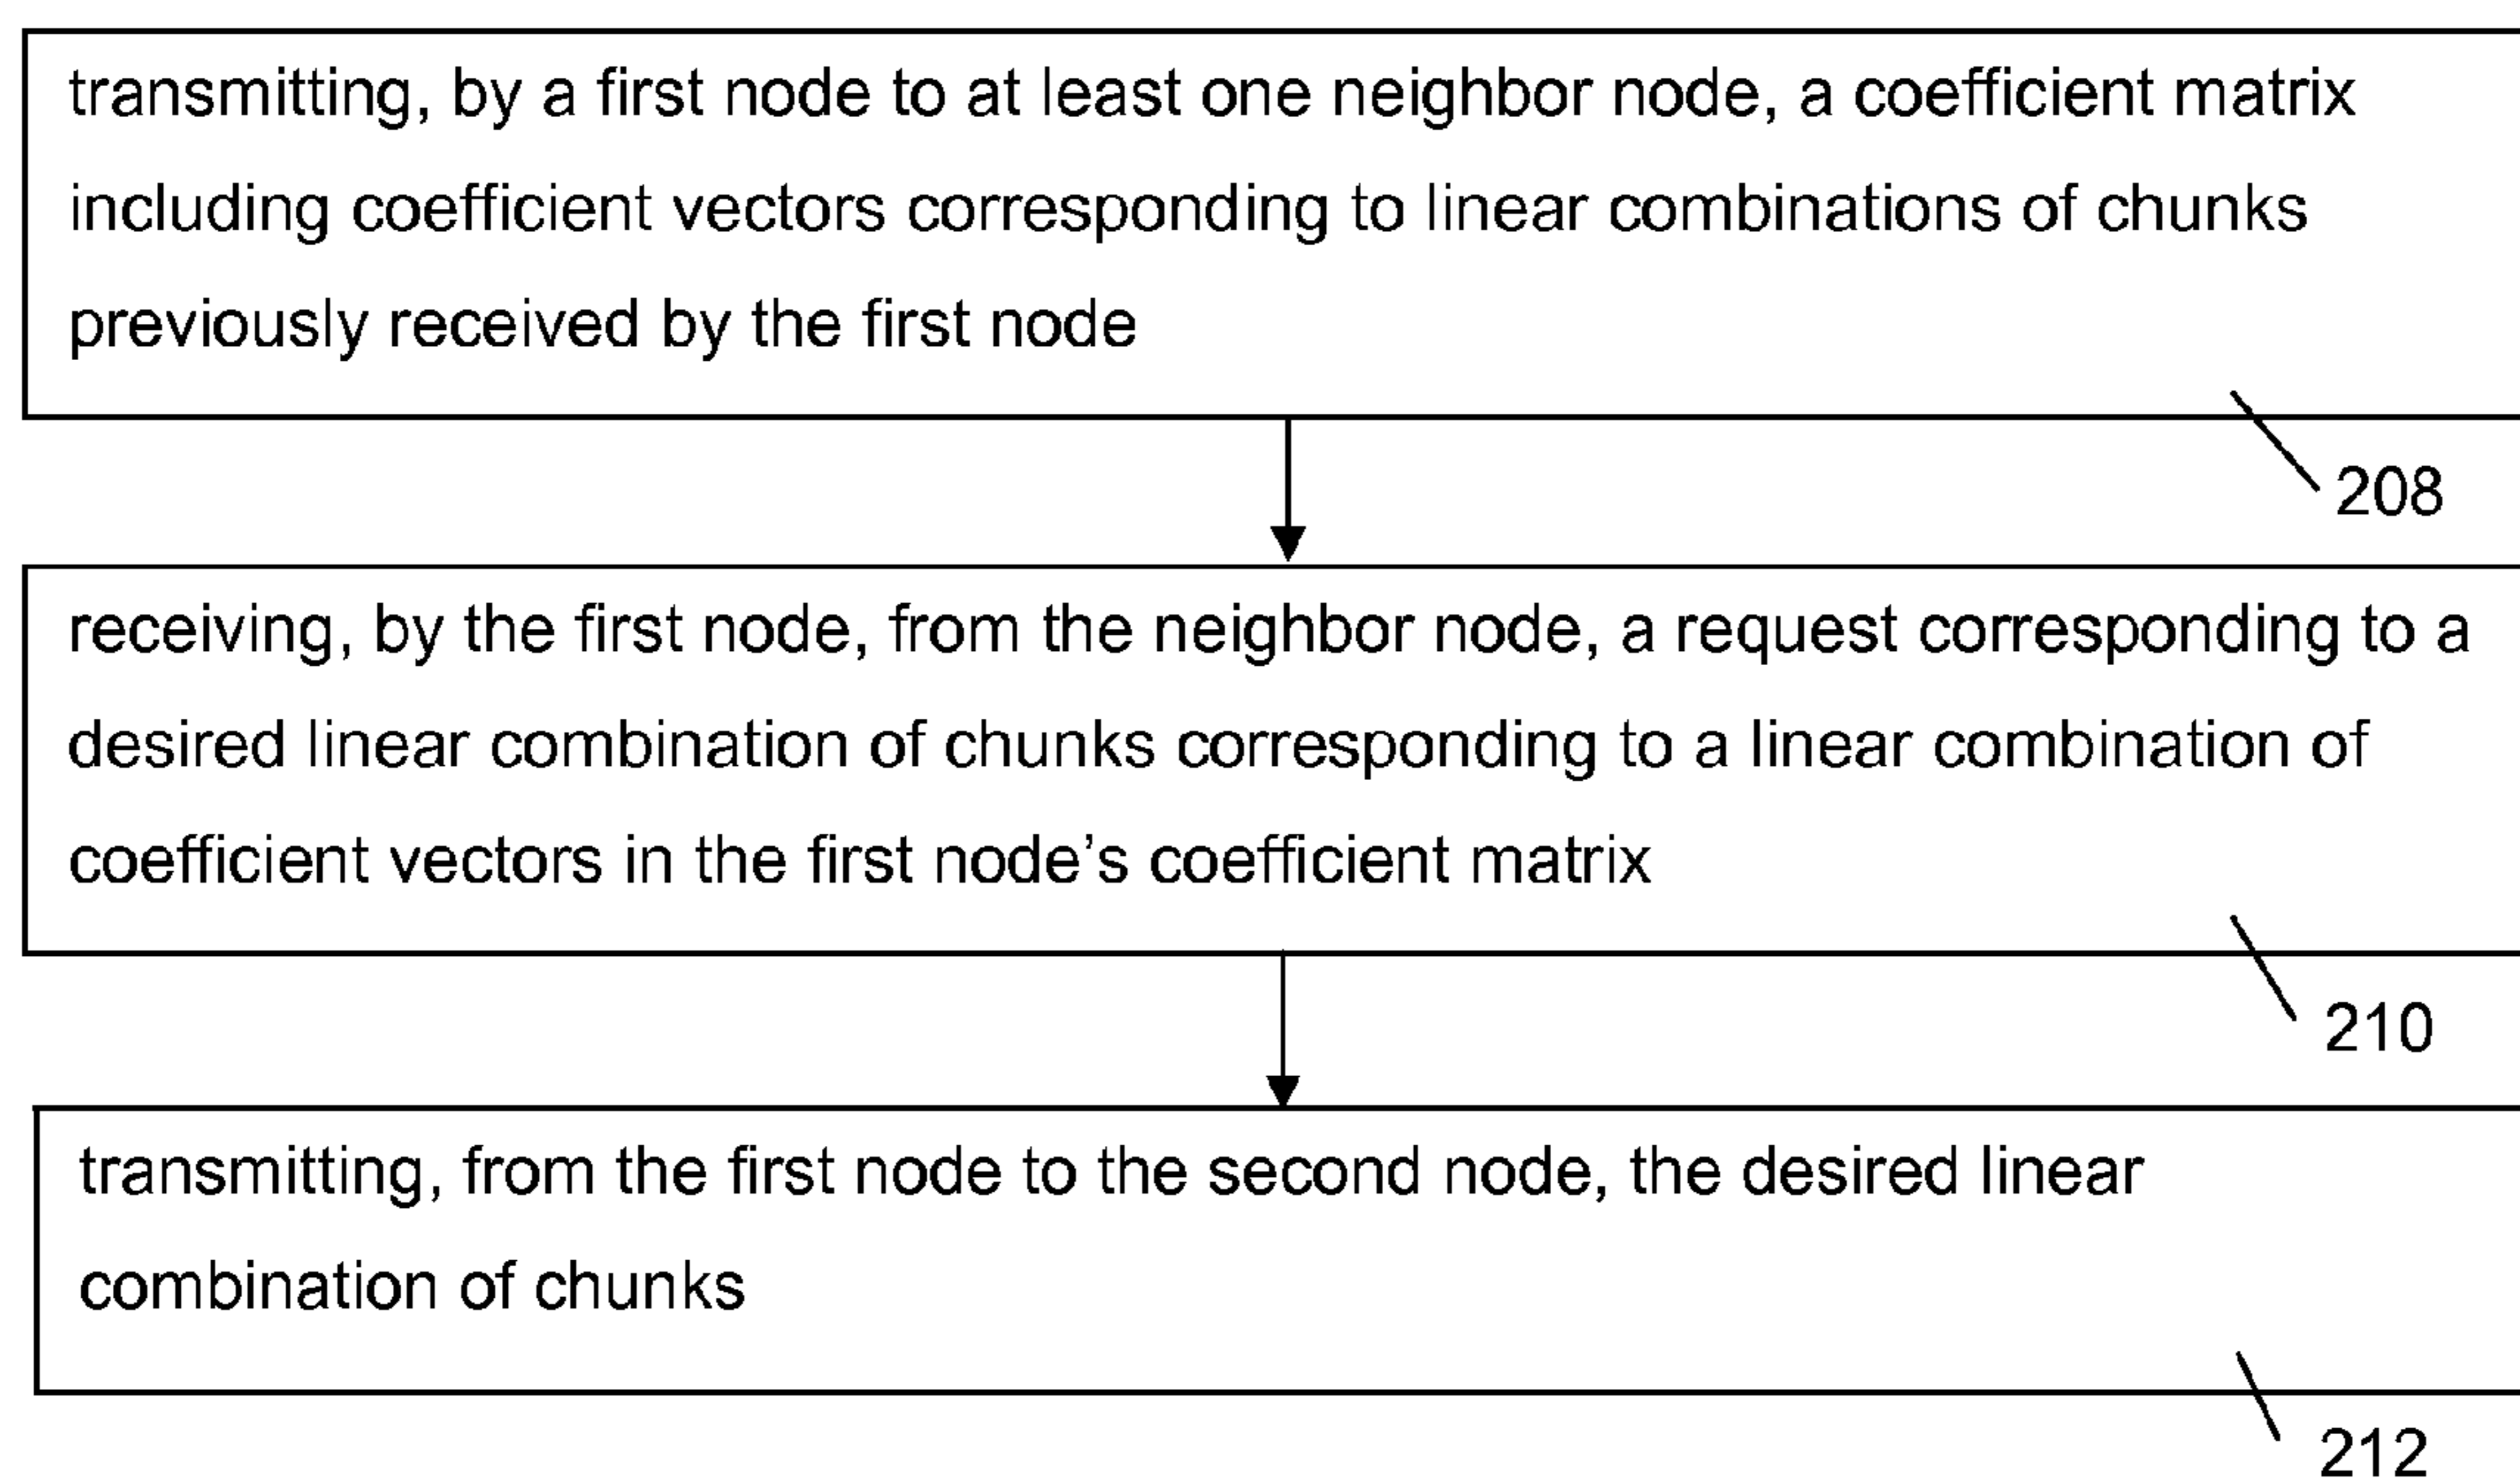 transmitting, by a first node to at least one neighbor node, a coefficient matrix
including coefficient vectors corresponding to linear combinations of chunks
previously received by the first node
208
receiving, by the first node, from the neighbor node, a request corresponding to a
desired linear combination of chunks corresponding to a linear combination of
coefficient vectors in the first node’s coefficient matrix
210
transmitting, from the first node to the second node, the desired linear
combination of chunks
212